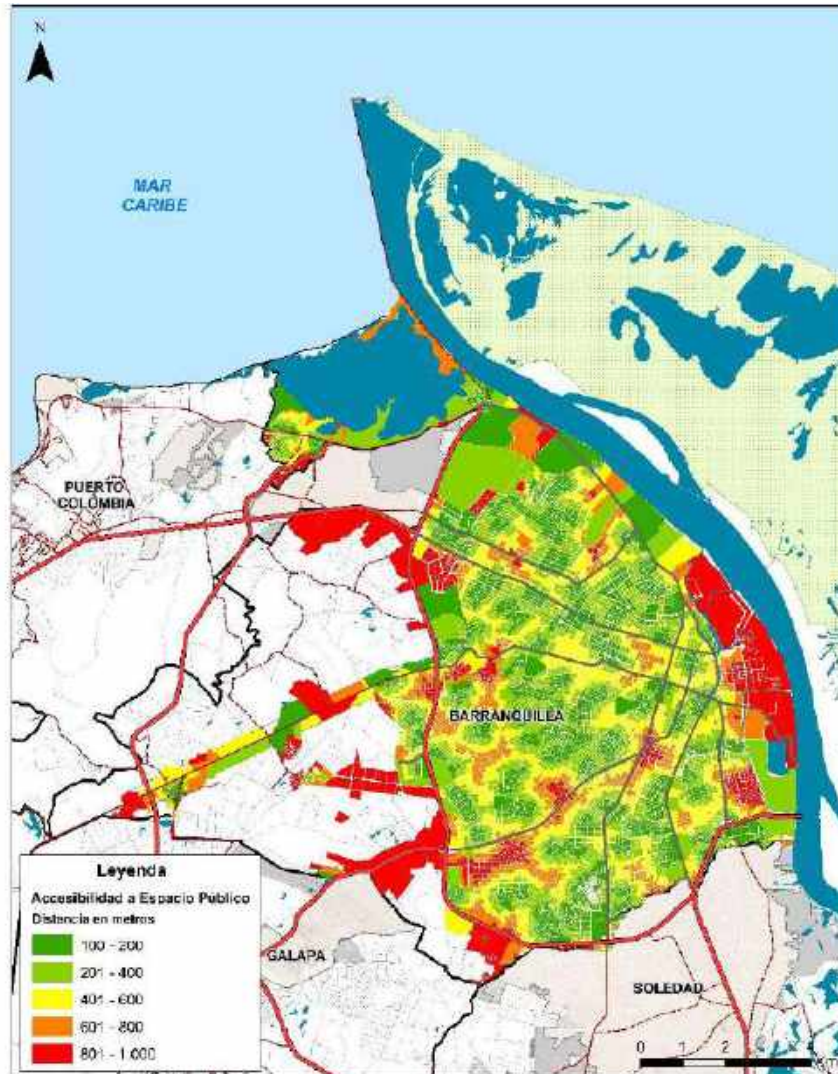 N
MAR
CARIBE
PUERTO
COLOMBIA
BARRANQUILLA
GALAPA
SOLEDAD
Leyenda
Accesibilidad a Espacio Público
Distancia en metros
100 - 200
201 - 400
401 - 600
601 - 800
801 - 1.000
0 1 2 4